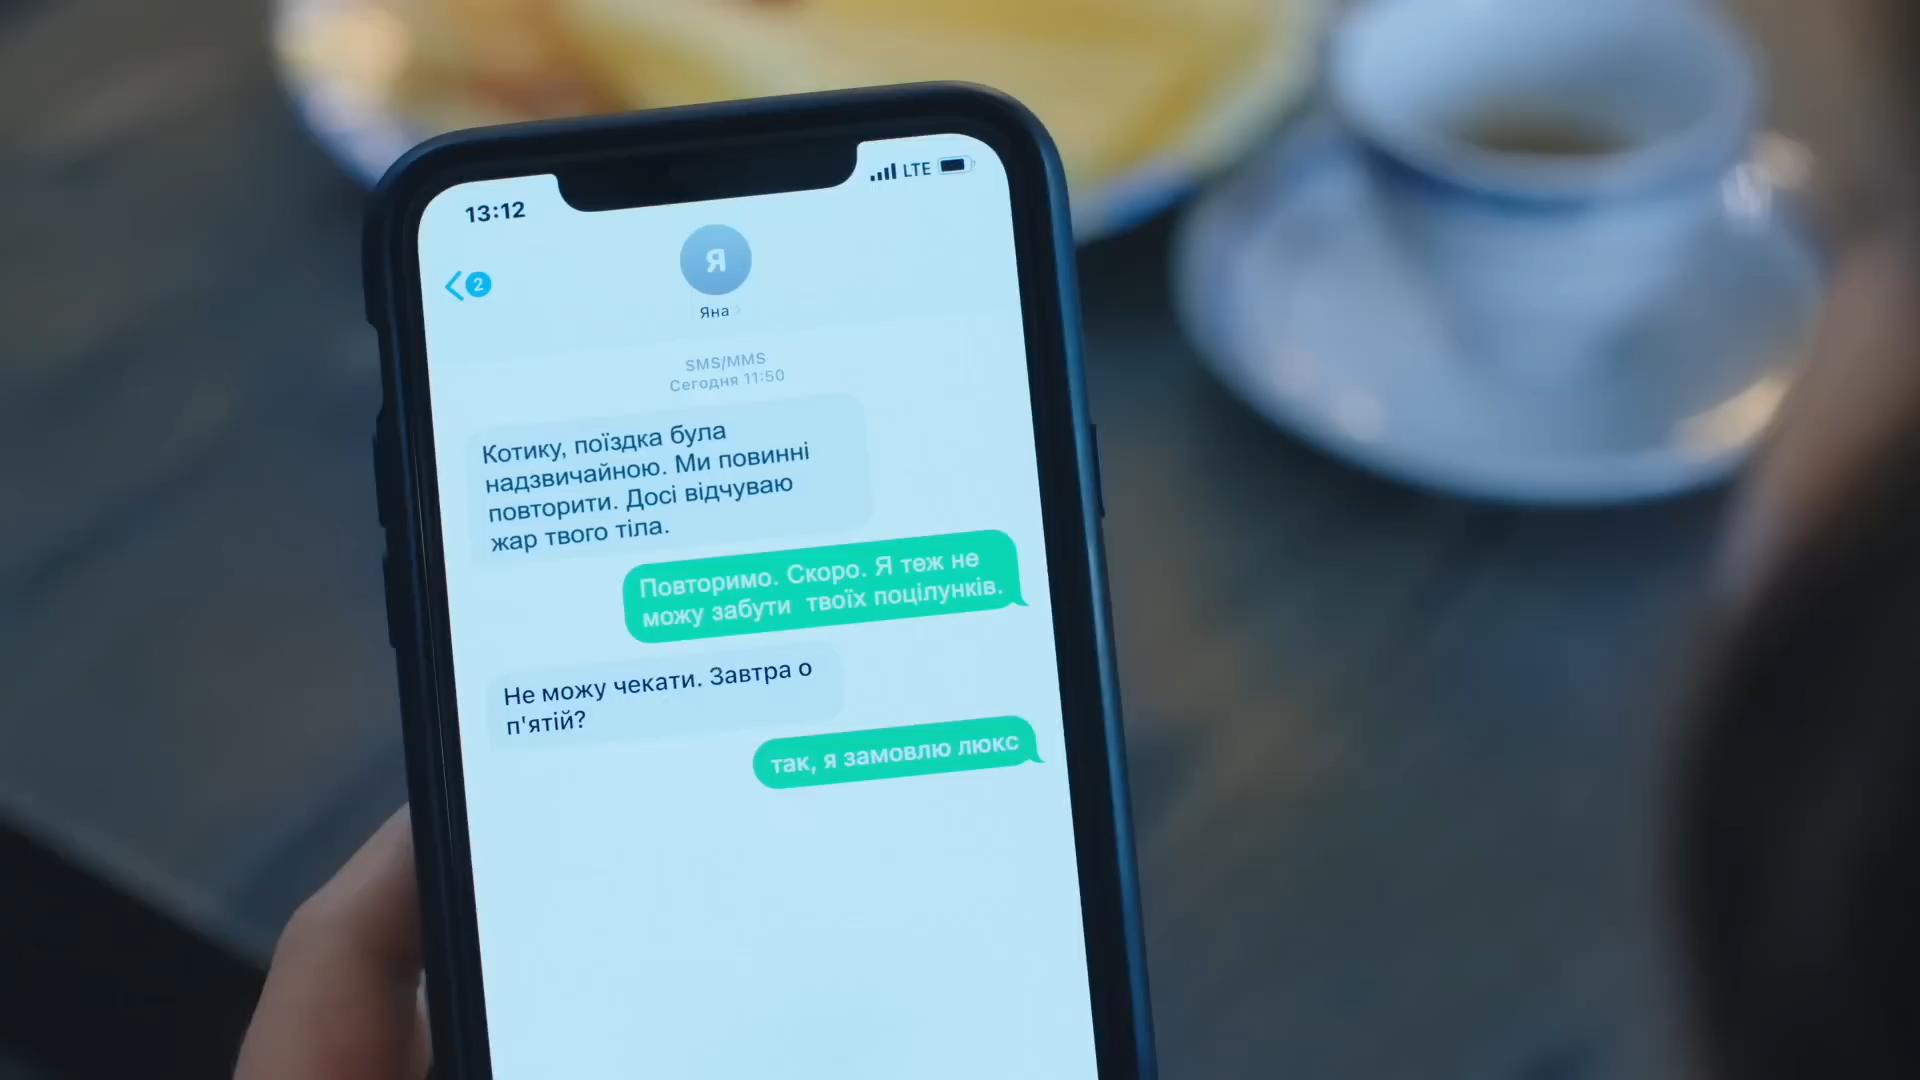 13:12
LTE
2
Я
Яна
SMS/MMS
Сегодня 11:50
Котику, поїздка була
надзвичайною. Ми повинні
повторити. Досі відчуваю
жар твого тіла.
Повторимо. Скоро. Я теж не
можу забути твоїх поцілунків.
Не можу чекати. Завтра о
п'ятій?
так, я замовлю люкс